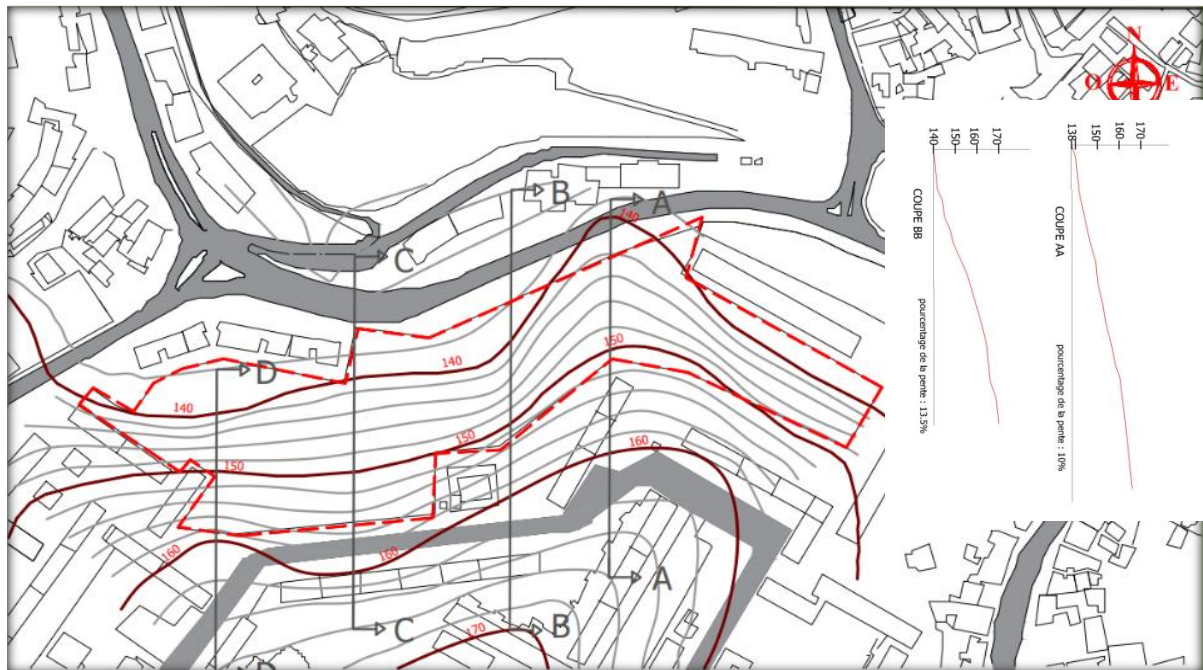 N
O
E
B
A
140
C
140
138
150
150
160
160
170
170
COUPE BB
COUPE AA
140
150
D
140
150
160
150
160
160
A
C
170
B
D
pourcentage de la pente : 13.5%
pourcentage de la pente : 10%